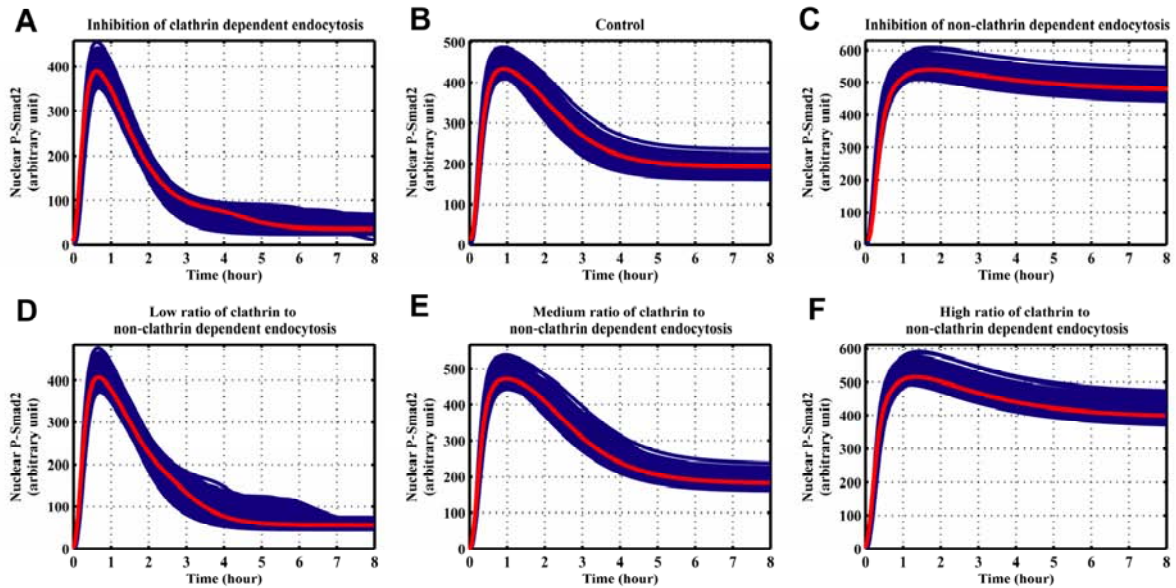 A
Inhibition of clathrin dependent endocytosis
Nuclear P-Smad2
(arbitrary unit)
400
300
200
100
0
0 1 2 3 4 5 6 7 8
Time (hour)
B
Control
Nuclear P-Smad2
(arbitrary unit)
500
400
300
200
100
0
0 1 2 3 4 5 6 7 8
Time (hour)
C
Inhibition of non-clathrin dependent endocytosis
Nuclear P-Smad2
(arbitrary unit)
600
500
400
300
200
100
0
0 1 2 3 4 5 6 7 8
Time (hour)
D
Low ratio of clathrin to
non-clathrin dependent endocytosis
Nuclear P-Smad2
(arbitrary unit)
400
300
200
100
0
0 1 2 3 4 5 6 7 8
Time (hour)
E
Medium ratio of clathrin to
non-clathrin dependent endocytosis
Nuclear P-Smad2
(arbitrary unit)
500
400
300
200
100
0
0 1 2 3 4 5 6 7 8
Time (hour)
F
High ratio of clathrin to
non-clathrin dependent endocytosis
Nuclear P-Smad2
(arbitrary unit)
600
500
400
300
200
100
0
0 1 2 3 4 5 6 7 8
Time (hour)